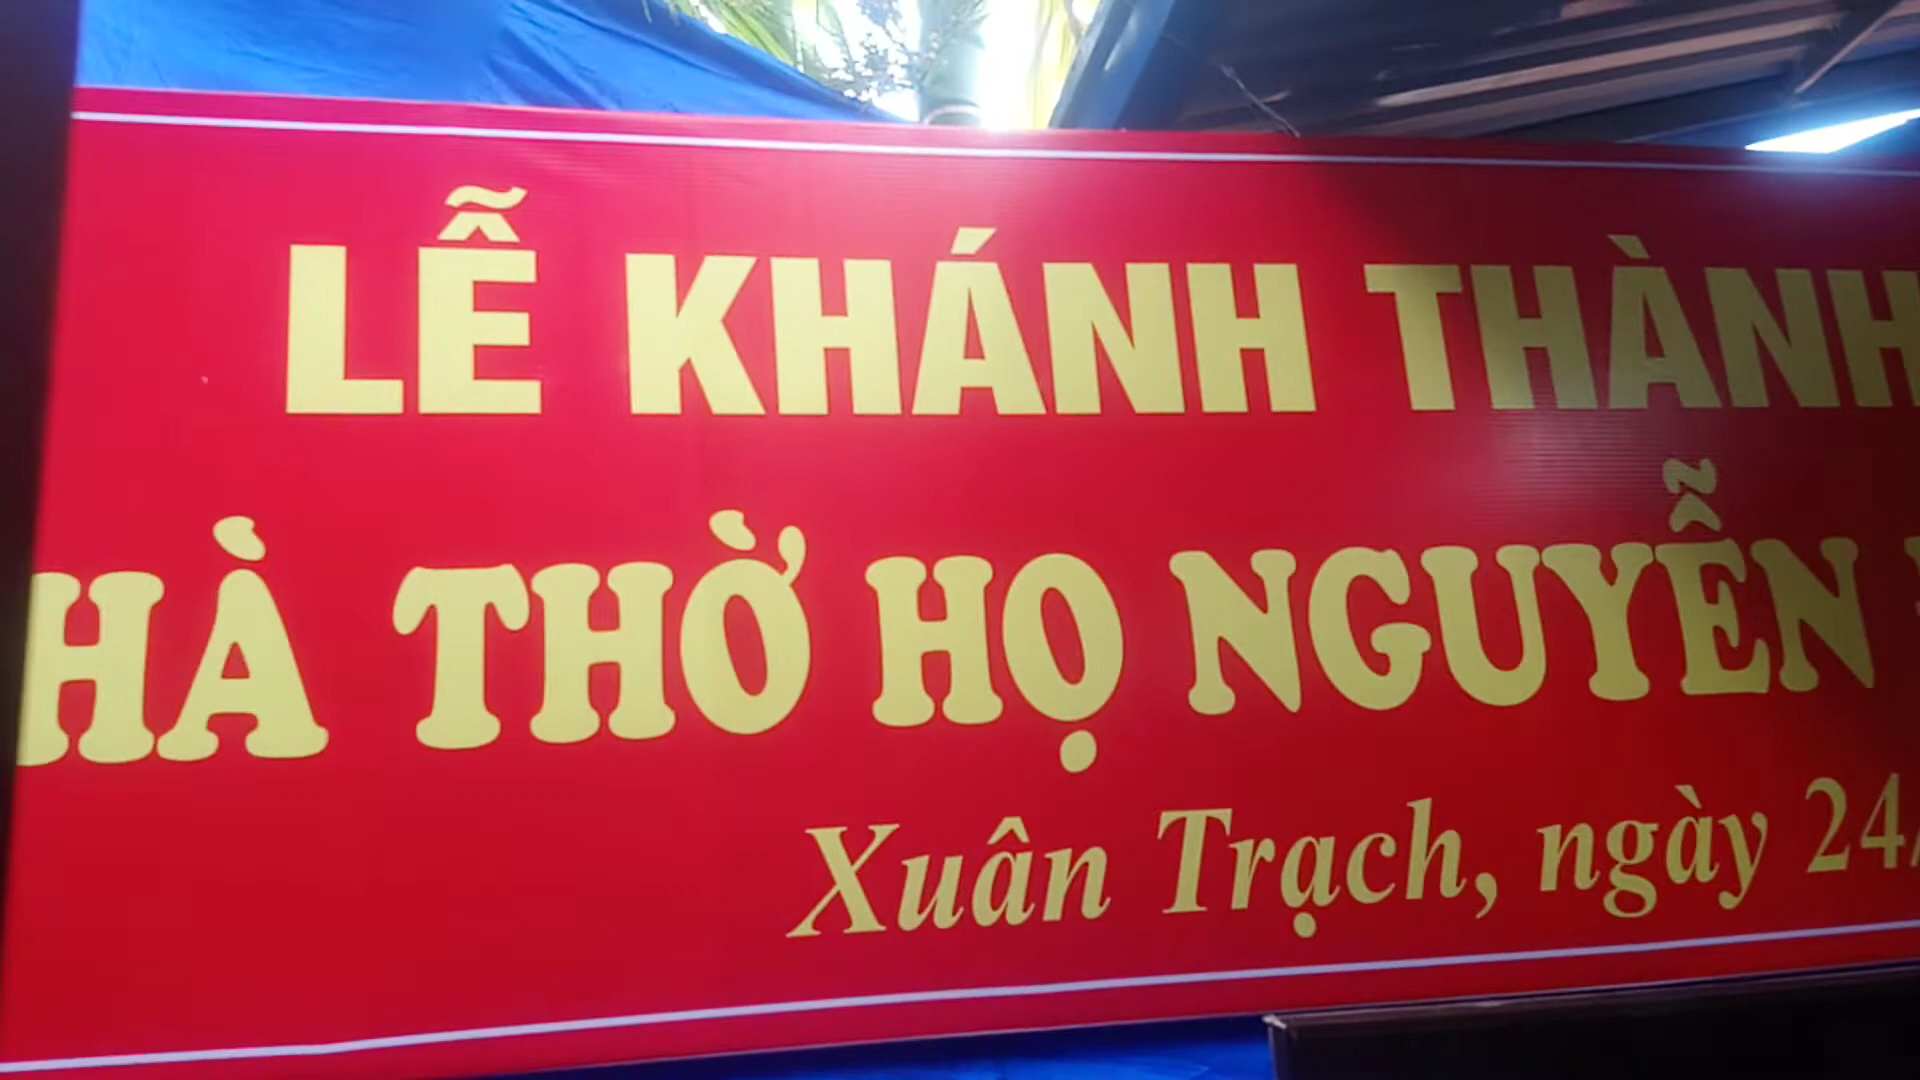 LỄ KHÁNH THÀNH
HÀ THỜ HỌ NGUYỄN
Xuân Trạch, ngày 24/